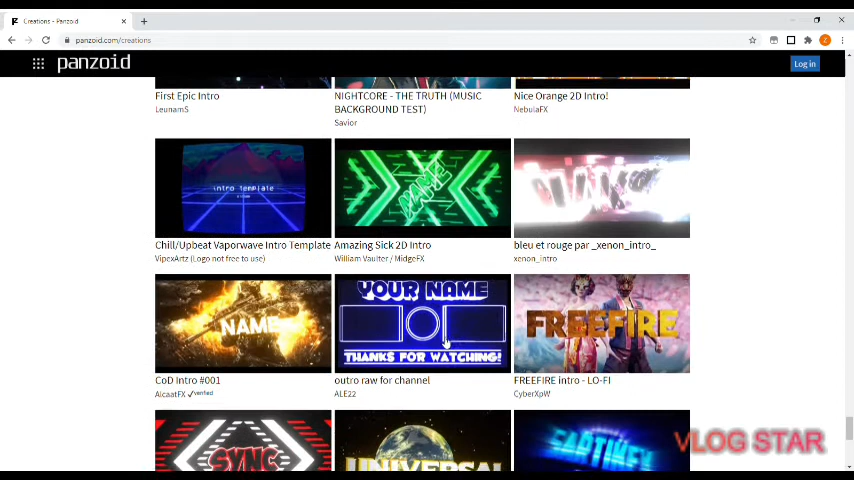 Creations - Panzoid
panzoid.com/creations
panzoid
Log in
First Epic Intro
LeunamS
NIGHTCORE - THE TRUTH (MUSIC
BACKGROUND TEST)
Savior
Nice Orange 2D Intro!
NebulaFX
Intro Template
NAME
Chill/Upbeat Vaporwave Intro Template
VipexArtz (Logo not free to use)
Amazing Sick 2D Intro
William Vaulter / MidgeFX
bleu et rouge par _xenon_intro_
xenon_intro
NAME
YOUR NAME
THANKS FOR WATCHING!
FREEFIRE
CoD Intro #001
AicaatFX ✓verified
outro raw for channel
ALE22
FREEFIRE intro - LO-FI
CyberXpW
SYNC
UNIVERSAL
VLOG STAR